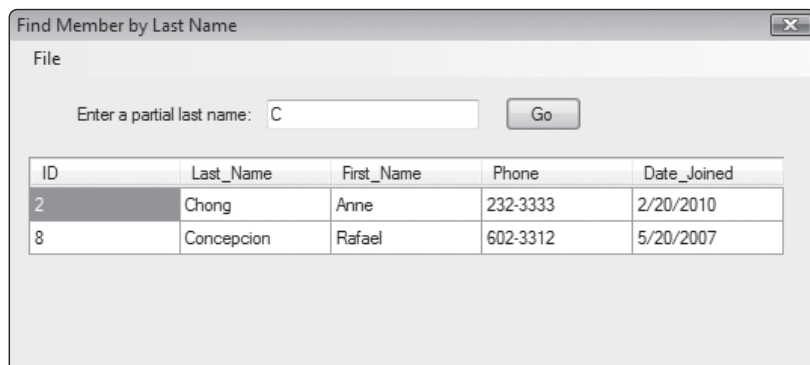 Find Member by Last Name
File
Enter a partial last name: C Go
ID Last_Name First_Name Phone Date_Joined
2 Chong Anne 232-3333 2/20/2010
8 Concepcion Rafael 602-3312 5/20/2007